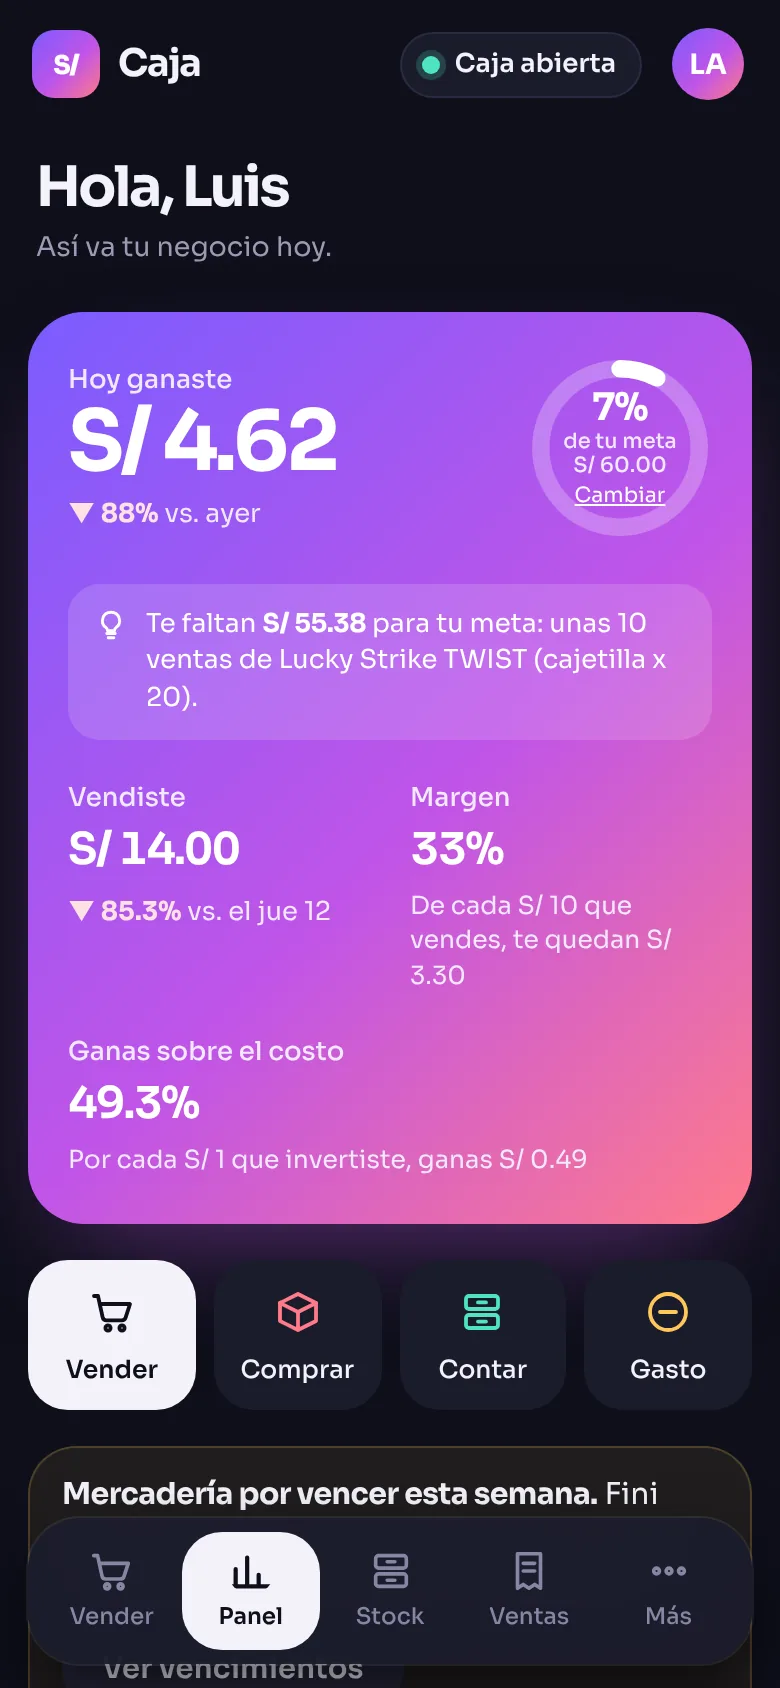 S/ Caja
Caja abierta
LA
Hola, Luis
Así va tu negocio hoy.
Hoy ganaste
S/ 4.62
▼ 88% vs. ayer
7%
de tu meta
S/ 60.00
Cambiar
Te faltan S/ 55.38 para tu meta: unas 10
ventas de Lucky Strike TWIST (cajetilla x
20).
Vendiste
S/ 14.00
▼ 85.3% vs. el jue 12
Margen
33%
De cada S/ 10 que
vendes, te quedan S/
3.30
Ganas sobre el costo
49.3%
Por cada S/ 1 que invertiste, ganas S/ 0.49
Vender
Comprar
Contar
Gasto
Mercadería por vencer esta semana. Fini
Vender
Panel
Stock
Ventas
Más
Ver vencimientos